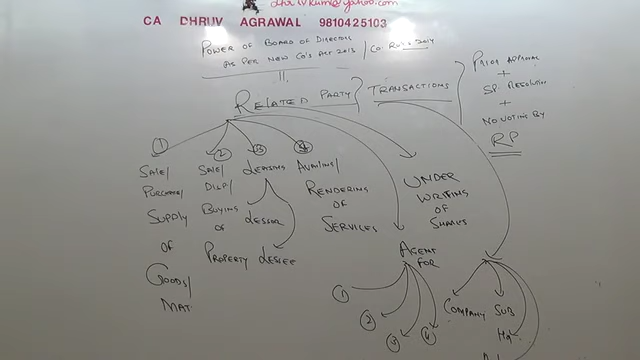 CA DHRUV AGRAWAL 9810425103
POWER OF BOARD OF DIRECTORS
AS PER NEW CO'S ACT 2013 / CO. RULES 2014
RELATED PARTY TRANSACTIONS
PRIOR APPROVAL
+
SP. RESOLUTION
+
NO VOTING BY
RP
① 
SALE/
PURCHASE/
SUPPLY
OF
GOODS/
MAT
②
SALE/
DISP/
BUYING
OF
PROPERTY
③
LEASING
LESSOR
LESSEE
④
AVAILING/
RENDERING
OF
SERVICES
UNDER
WRITING
OF
SHARES
AGENT
FOR
①
②
③
④
COMPANY
SUB